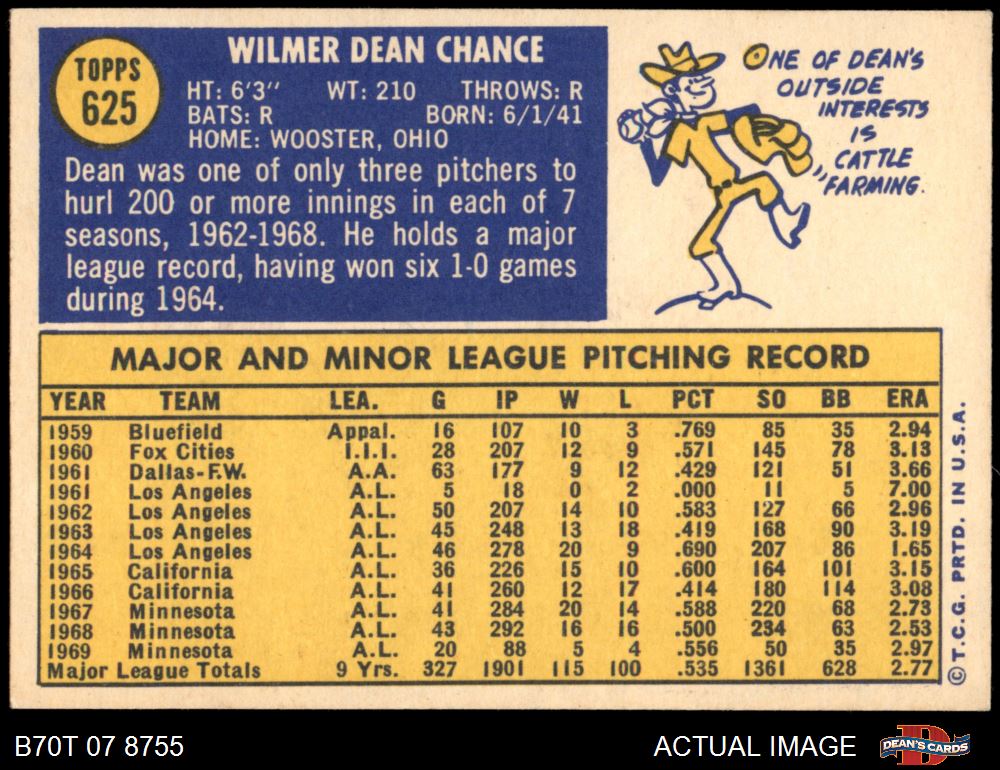 TOPPS
625
WILMER DEAN CHANCE
HT: 6'3" WT: 210 THROWS: R
BATS: R BORN: 6/1/41
HOME: WOOSTER, OHIO
Dean was one of only three pitchers to
hurl 200 or more innings in each of 7
seasons, 1962-1968. He holds a major
league record, having won six 1-0 games
during 1964.
ONE OF DEAN'S
OUTSIDE
INTERESTS
IS
CATTLE
FARMING.
MAJOR AND MINOR LEAGUE PITCHING RECORD
YEAR TEAM LEA. G IP W L PCT SO BB ERA
1959 Bluefield Appal. 16 107 10 3 .769 85 35 2.94
1960 Fox Cities I.I.I. 28 207 12 9 .571 145 78 3.13
1961 Dallas-F.W. A.A. 63 177 9 12 .429 121 51 3.66
1961 Los Angeles A.L. 5 18 0 2 .000 11 5 7.00
1962 Los Angeles A.L. 50 207 14 10 .583 127 66 2.96
1963 Los Angeles A.L. 45 248 13 18 .419 168 90 3.19
1964 Los Angeles A.L. 46 278 20 9 .690 207 86 1.65
1965 California A.L. 36 226 15 10 .600 164 101 3.15
1966 California A.L. 41 260 12 17 .414 180 114 3.08
1967 Minnesota A.L. 41 284 20 14 .588 220 68 2.73
1968 Minnesota A.L. 43 292 16 16 .500 234 63 2.53
1969 Minnesota A.L. 20 88 5 4 .556 50 35 2.97
Major League Totals 9 Yrs. 327 1901 115 100 .535 1361 628 2.77
© T.C.G. PRTD. IN U.S.A.
B70T 07 8755
ACTUAL IMAGE
DEAN'S CARDS